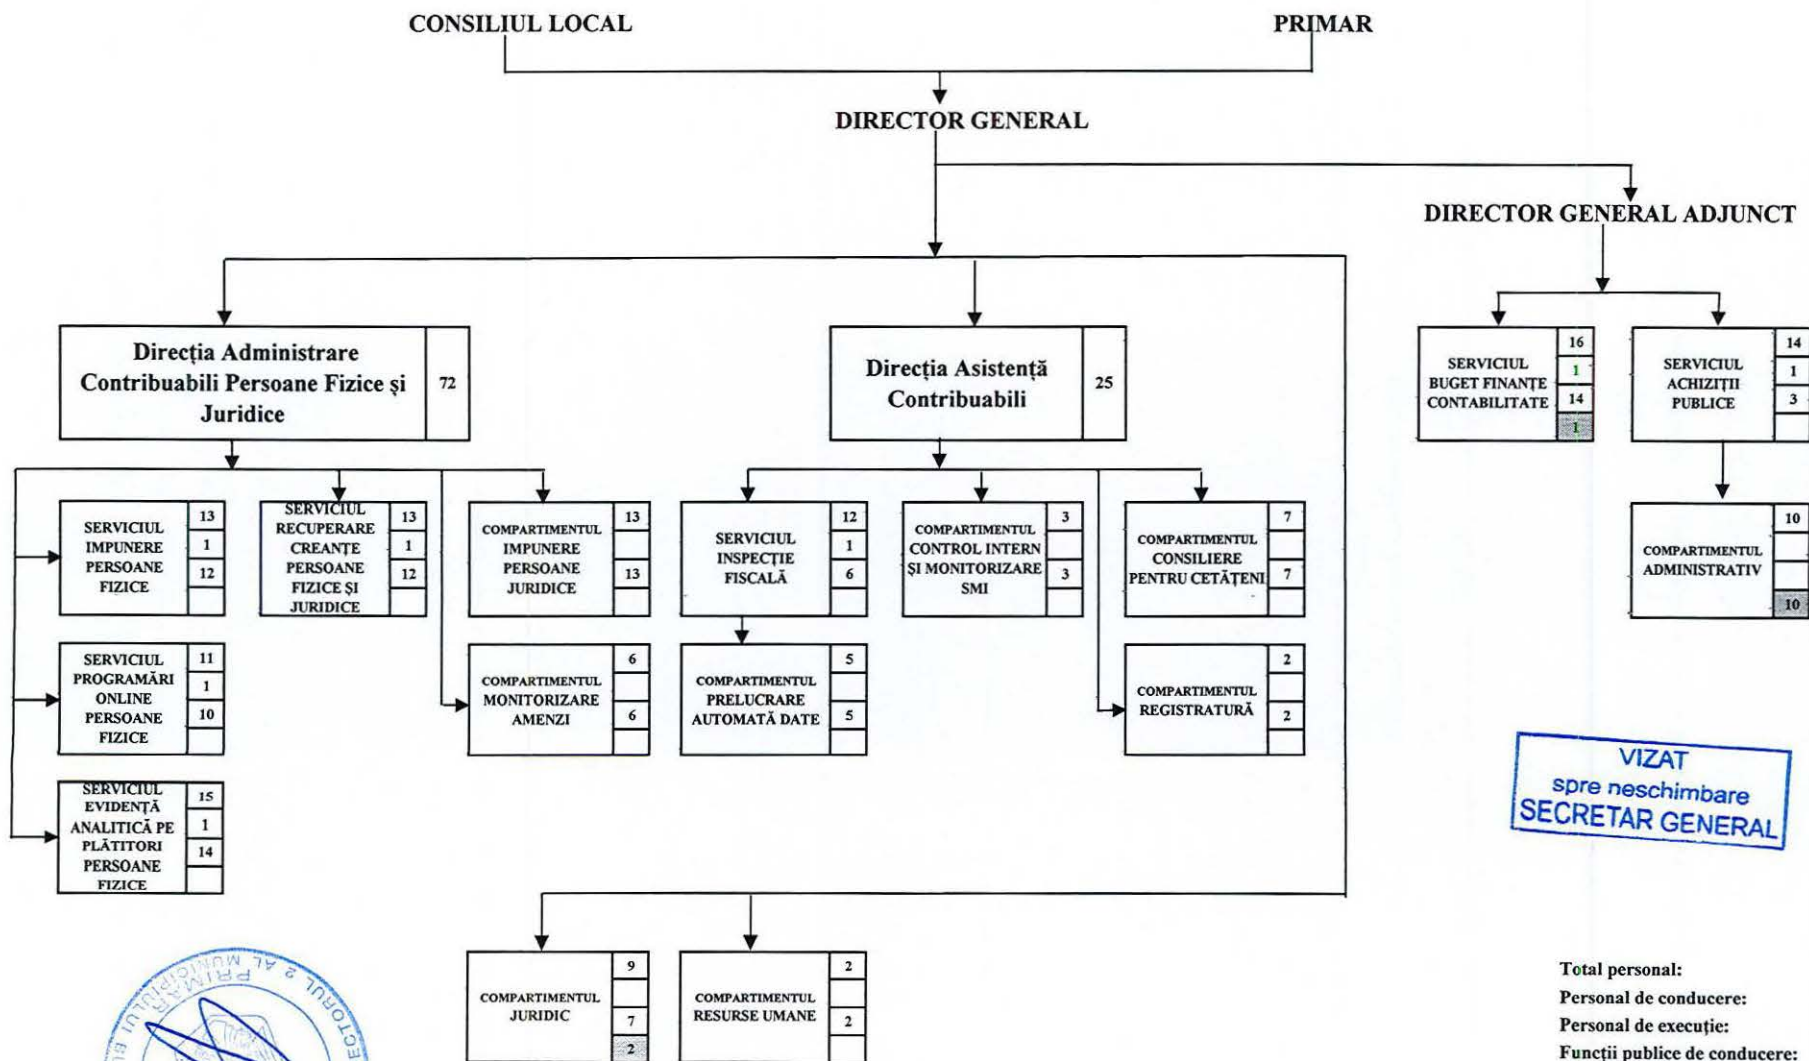 CONSILIUL LOCAL
PRIMAR
DIRECTOR GENERAL
DIRECTOR GENERAL ADJUNCT
Direcția Administrare
Contribuabili Persoane Fizice și
Juridice
72
Direcția Asistență
Contribuabili
25
SERVICIUL
BUGET FINANȚE
CONTABILITATE
16
1
14
1
SERVICIUL
ACHIZIȚII
PUBLICE
14
1
3
SERVICIUL
IMPUNERE
PERSOANE
FIZICE
13
1
12
SERVICIUL
RECUPERARE
CREANȚE
PERSOANE
FIZICE ȘI
JURIDICE
13
1
12
COMPARTIMENTUL
IMPUNERE
PERSOANE
JURIDICE
13
13
SERVICIUL
INSPECȚIE
FISCALĂ
12
1
6
COMPARTIMENTUL
CONTROL INTERN
ȘI MONITORIZARE
SMI
3
3
COMPARTIMENTUL
CONSILIERE
PENTRU CETĂȚENI
7
7
COMPARTIMENTUL
ADMINISTRATIV
10
10
SERVICIUL
PROGRAMĂRI
ONLINE
PERSOANE
FIZICE
11
1
10
COMPARTIMENTUL
MONITORIZARE
AMENZI
6
6
COMPARTIMENTUL
PRELUCRARE
AUTOMATĂ DATE
5
5
COMPARTIMENTUL
REGISTRATURĂ
2
2
SERVICIUL
EVIDENȚĂ
ANALITICĂ PE
PLĂTITORI
PERSOANE
FIZICE
15
1
14
VIZAT
spre neschimbare
SECRETAR GENERAL
COMPARTIMENTUL
JURIDIC
9
7
2
COMPARTIMENTUL
RESURSE UMANE
2
2
SECTORUL 2 AL MUNICIPIULUI
PRIMAR
Total personal:
Personal de conducere:
Personal de execuție:
Funcții publice de conducere: